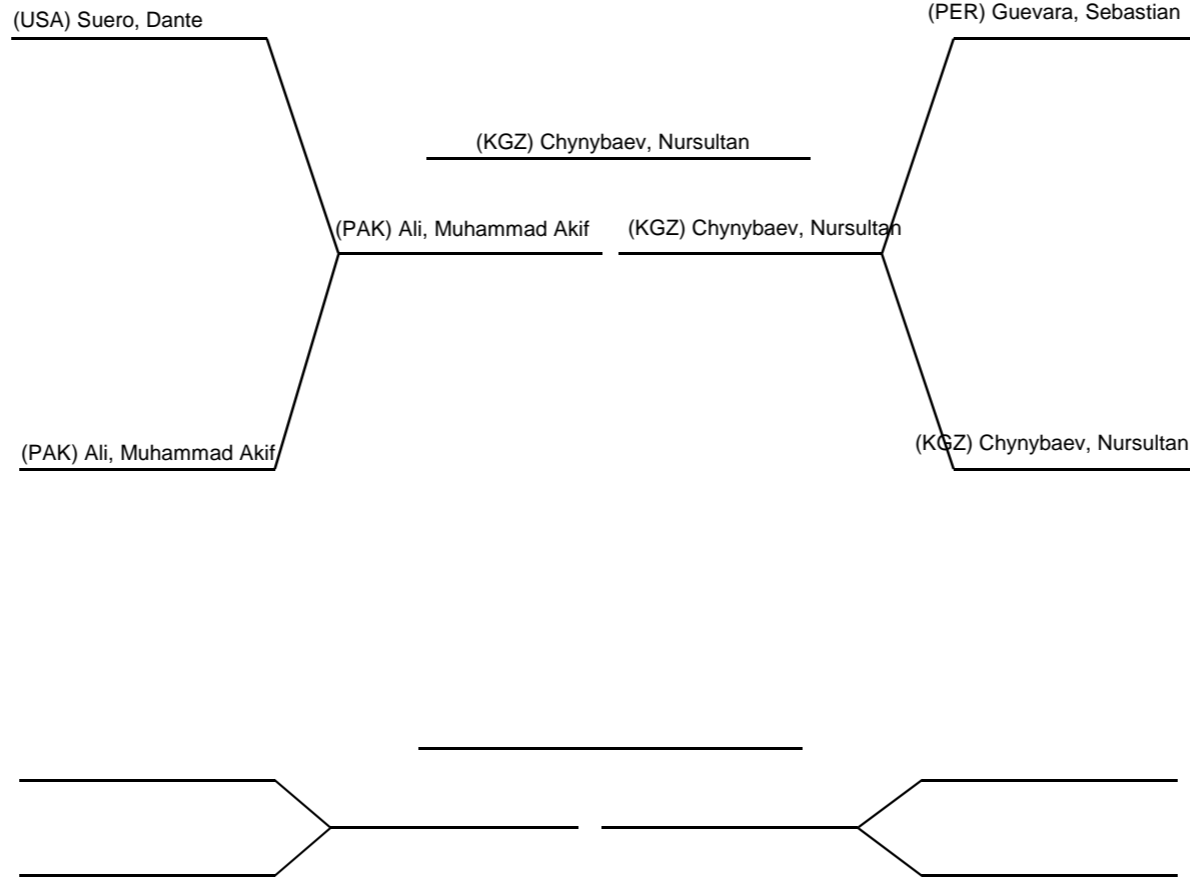 (USA) Suero, Dante
(PER) Guevara, Sebastian
(KGZ) Chynybaev, Nursultan
(PAK) Ali, Muhammad Akif
(KGZ) Chynybaev, Nursultan
(PAK) Ali, Muhammad Akif
(KGZ) Chynybaev, Nursultan